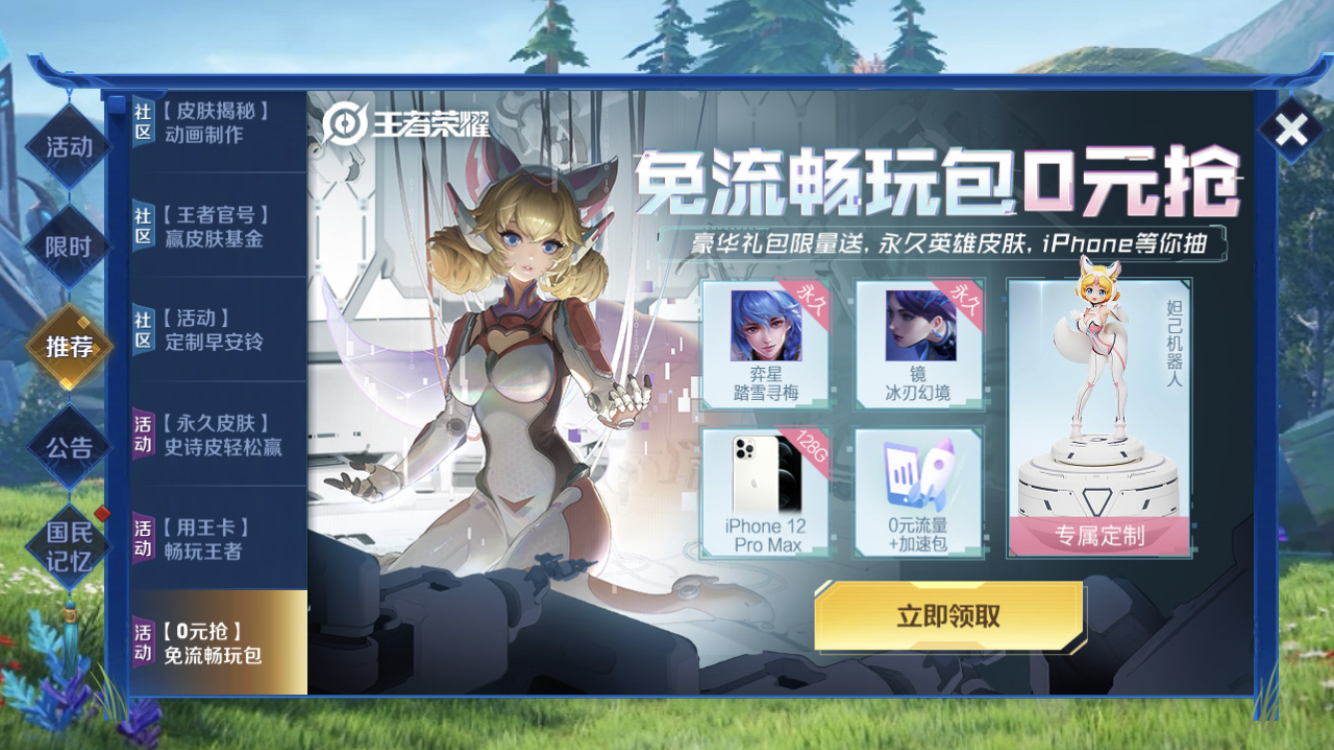 活动
限时
推荐
公告
国民
记忆
社区
【皮肤揭秘】
动画制作
社区
【王者官号】
赢皮肤基金
社区
【活动】
定制早安铃
活动
【永久皮肤】
史诗皮轻松赢
活动
【用王卡】
畅玩王者
活动
【0元抢】
免流畅玩包
王者荣耀
免流畅玩包0元抢
豪华礼包限量送, 永久英雄皮肤, iPhone等你抽
永久
弈星
踏雪寻梅
永久
镜
冰刃幻境
128G
iPhone 12
Pro Max
0元流量
+加速包
妲己机器人
专属定制
立即领取